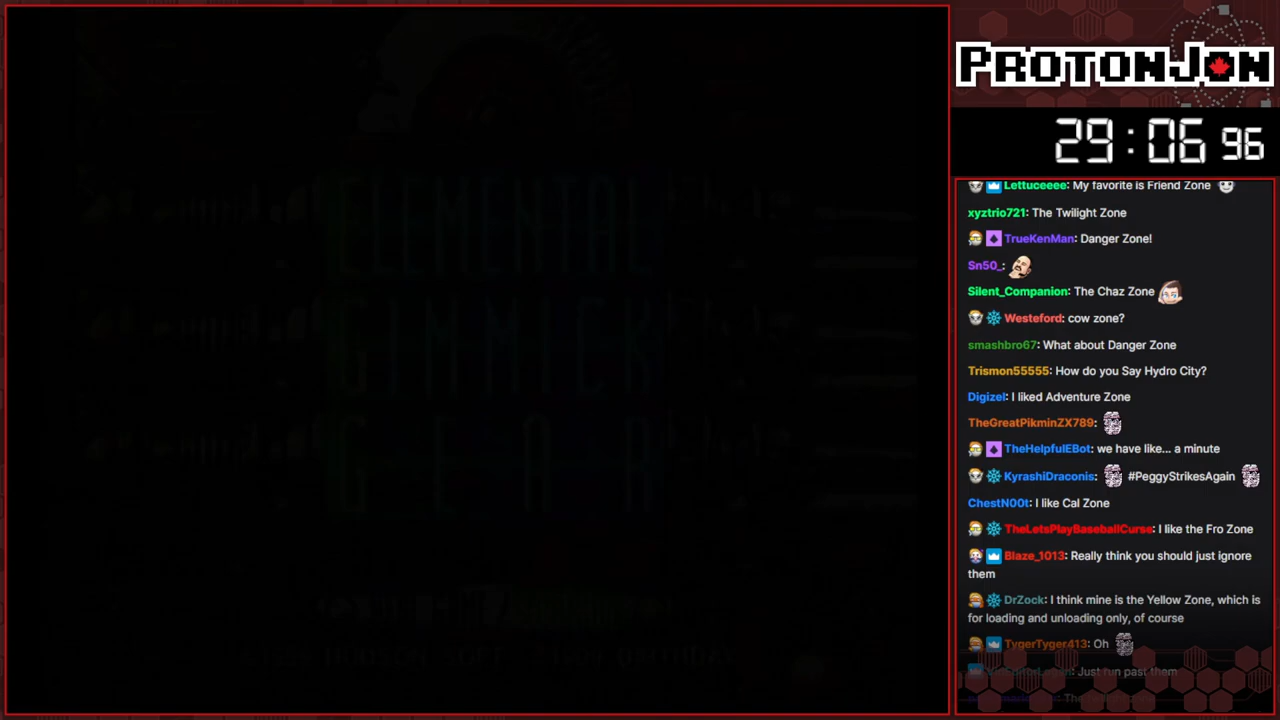 PROTONJON
29:06 96
Lettuceeee: My favorite is Friend Zone
xyztrio721: The Twilight Zone
TrueKenMan: Danger Zone!
Sn50_:
Silent_Companion: The Chaz Zone
Westeford: cow zone?
smashbro67: What about Danger Zone
Trismon55555: How do you Say Hydro City?
Digizel: I liked Adventure Zone
TheGreatPikminZX789:
TheHelpfulEBot: we have like... a minute
KyrashiDraconis: #PeggyStrikesAgain
ChestN00t: I like Cal Zone
TheLetsPlayBaseballCurse: I like the Fro Zone
Blaze_1013: Really think you should just ignore
them
DrZock: I think mine is the Yellow Zone, which is
for loading and unloading only, of course
TygerTyger413: Oh
Just run past them
ELEMENTAL
GIMMICK
GEAR